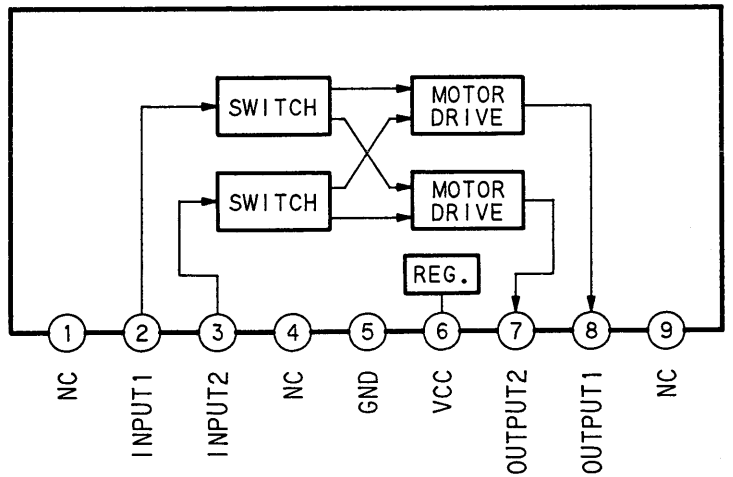 SWITCH
MOTOR
DRIVE
SWITCH
MOTOR
DRIVE
REG.
1 2 3 4 5 6 7 8 9
NC
INPUT1
INPUT2
NC
GND
VCC
OUTPUT2
OUTPUT1
NC